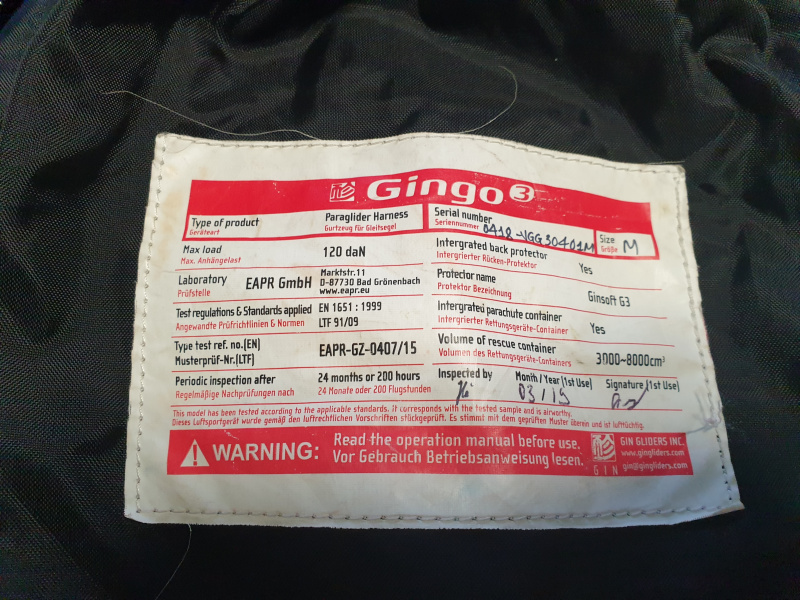 Gingo 3
Type of product
Geräteart
Paraglider Harness
Gurtzeug für Gleitsegel
Max load
Max. Anhängelast
120 daN
Laboratory
Prüfstelle
EAPR GmbH
Marktstr.11
D-87730 Bad Grönenbach
www.eapr.eu
Test regulations & Standards applied
Angewandte Prüfrichtlinien & Normen
EN 1651 : 1999
LTF 91/09
Type test ref. no.(EN)
Musterprüf-Nr.(LTF)
EAPR-GZ-0407/15
Periodic inspection after
Regelmäßige Nachprüfungen nach
24 months or 200 hours
24 Monate oder 200 Flugstunden
Serial number
Seriennummer
0418-VGG30401M
Size
Größe
M
Intergrated back protector
Intergrierter Rücken-Protektor
Yes
Protector name
Protektor Bezeichnung
Ginsoft G3
Intergrated parachute container
Intergrierter Rettungsgeräte-Container
Yes
Volume of rescue container
Volumen des Rettungsgeräte-Containers
3000~8000cm³
Inspected by
Month / Year (1st Use)
03/19
Signature (1st Use)
This model has been tested according to the applicable standards. It corresponds with the tested sample and is airworthy.
Dieses Luftsportgerät wurde gemäß den luftrechtlichen Vorschriften stückgeprüft. Es stimmt mit dem geprüften Muster überein und ist lufttüchtig.
WARNING:
Read the operation manual before use.
Vor Gebrauch Betriebsanweisung lesen.
GIN
GIN GLIDERS INC.
www.gingliders.com
gin@gingliders.com